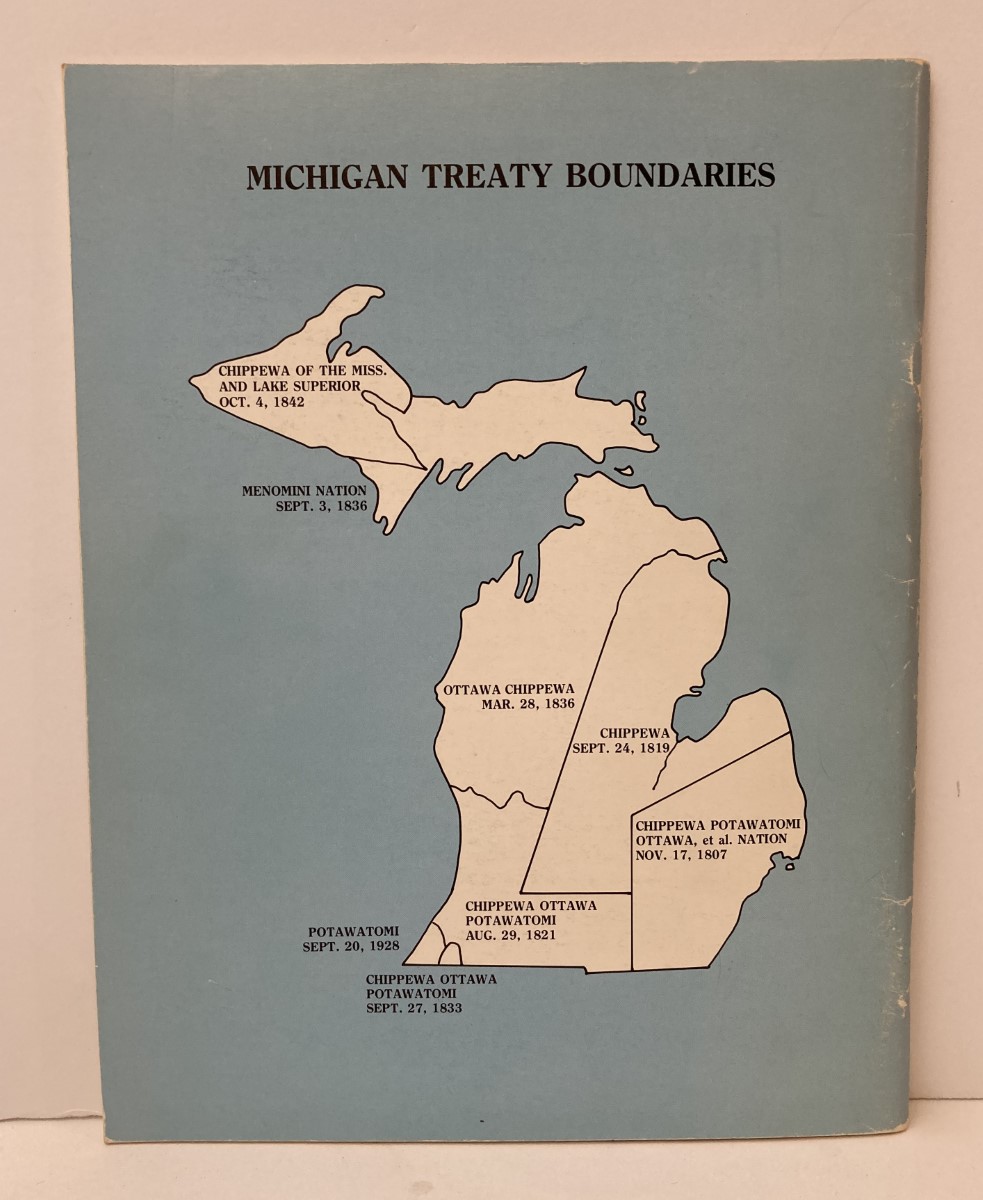 MICHIGAN TREATY BOUNDARIES
CHIPPEWA OF THE MISS.
AND LAKE SUPERIOR
OCT. 4, 1842
MENOMINI NATION
SEPT. 3, 1836
OTTAWA CHIPPEWA
MAR. 28, 1836
CHIPPEWA
SEPT. 24, 1819
CHIPPEWA POTAWATOMI
OTTAWA, et al. NATION
NOV. 17, 1807
CHIPPEWA OTTAWA
POTAWATOMI
AUG. 29, 1821
POTAWATOMI
SEPT. 20, 1928
CHIPPEWA OTTAWA
POTAWATOMI
SEPT. 27, 1833